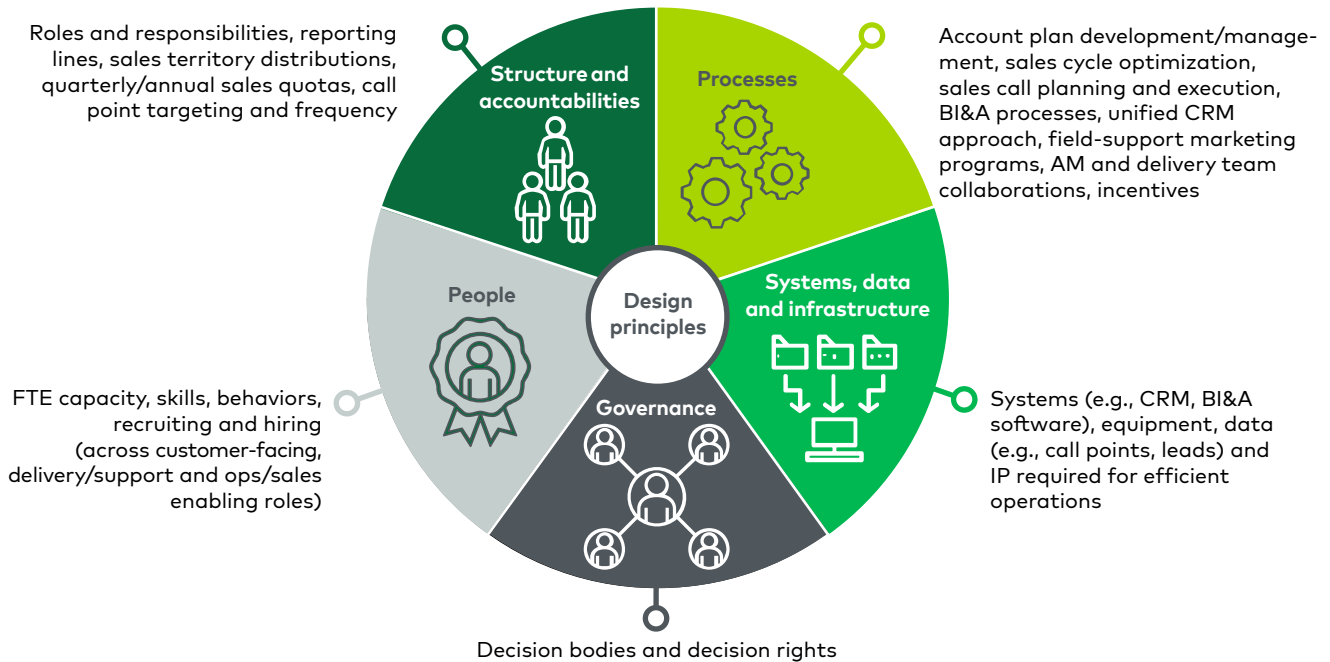 Roles and responsibilities, reporting
lines, sales territory distributions,
quarterly/annual sales quotas, call
point targeting and frequency
Structure and
accountabilities
Processes
Account plan development/manage-
ment, sales cycle optimization,
sales call planning and execution,
BI&A processes, unified CRM
approach, field-support marketing
programs, AM and delivery team
collaborations, incentives
People
Design
principles
Systems, data
and infrastructure
FTE capacity, skills, behaviors,
recruiting and hiring
(across customer-facing,
delivery/support and ops/sales
enabling roles)
Governance
Systems (e.g., CRM, BI&A
software), equipment, data
(e.g., call points, leads) and
IP required for efficient
operations
Decision bodies and decision rights